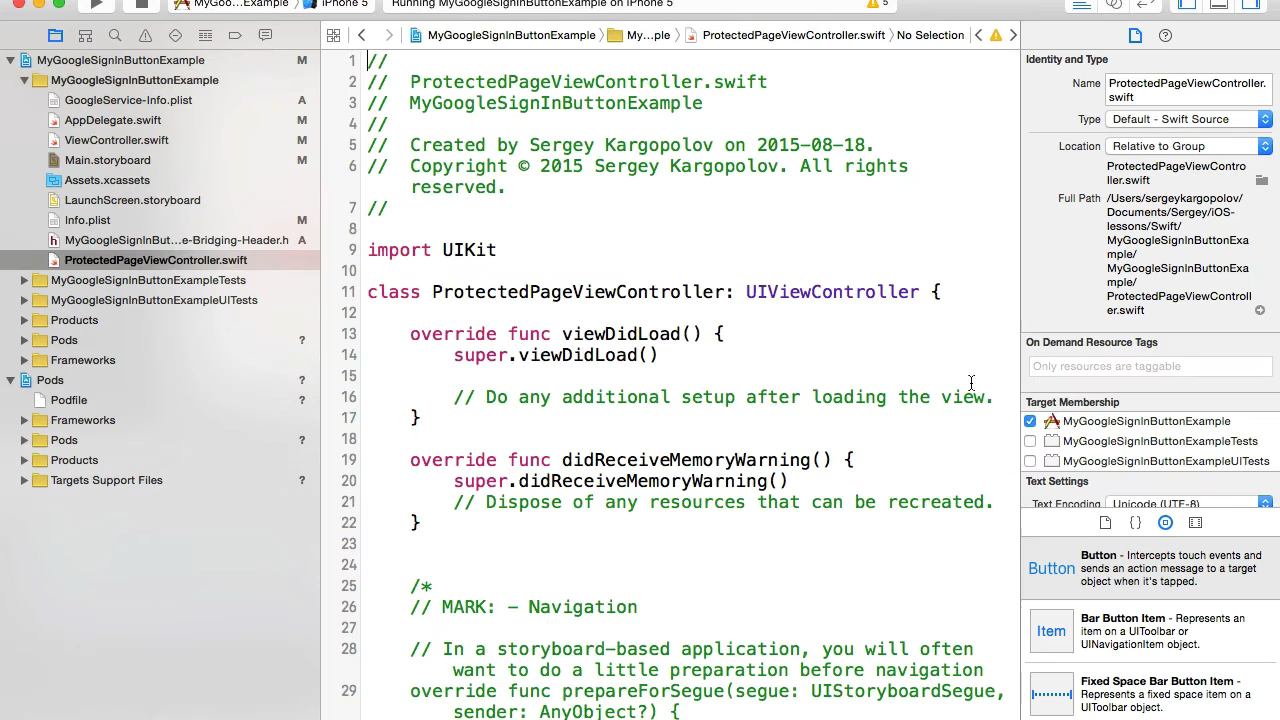 MyGoo...Example
iPhone 5
Running MyGoogleSignInButtonExample on iPhone 5
5
MyGoogleSignInButtonExample
My...ple
ProtectedPageViewController.swift
No Selection
MyGoogleSignInButtonExample M
MyGoogleSignInButtonExample
GoogleService-Info.plist A
AppDelegate.swift M
ViewController.swift M
Main.storyboard M
Assets.xcassets
LaunchScreen.storyboard
Info.plist M
h MyGoogleSignInBut...e-Bridging-Header.h A
ProtectedPageViewController.swift
MyGoogleSignInButtonExampleTests
MyGoogleSignInButtonExampleUITests
Products
Pods ?
Frameworks
Pods ?
Podfile
Frameworks
Pods ?
Products
Targets Support Files ?
1 //
2 //  ProtectedPageViewController.swift
3 //  MyGoogleSignInButtonExample
4 //
5 //  Created by Sergey Kargopolov on 2015-08-18.
6 //  Copyright © 2015 Sergey Kargopolov. All rights
reserved.
7 //
8
9 import UIKit
10
11 class ProtectedPageViewController: UIViewController {
12
13     override func viewDidLoad() {
14         super.viewDidLoad()
15
16         // Do any additional setup after loading the view.
17     }
18
19     override func didReceiveMemoryWarning() {
20         super.didReceiveMemoryWarning()
21         // Dispose of any resources that can be recreated.
22     }
23
24
25     /*
26     // MARK: - Navigation
27
28     // In a storyboard-based application, you will often
want to do a little preparation before navigation
29     override func prepareForSegue(segue: UIStoryboardSegue,
sender: AnyObject?) {
Identity and Type
Name ProtectedPageViewController.
swift
Type Default - Swift Source
Location Relative to Group
ProtectedPageViewContro
ller.swift
Full Path /Users/sergeykargopolov/
Documents/Sergey/iOS-
lessons/Swift/
MyGoogleSignInButtonExa
mple/
MyGoogleSignInButtonExa
mple/
ProtectedPageViewControll
er.swift
On Demand Resource Tags
Only resources are taggable
Target Membership
MyGoogleSignInButtonExample
MyGoogleSignInButtonExampleTests
MyGoogleSignInButtonExampleUITests
Text Settings
Text Encoding Unicode (UTF-8)
Button
Button - Intercepts touch events and
sends an action message to a target
object when it's tapped.
Item
Bar Button Item - Represents an
item on a UIToolbar or
UINavigationItem object.
Fixed Space Bar Button Item -
Represents a fixed space item on a
UIToolbar object.